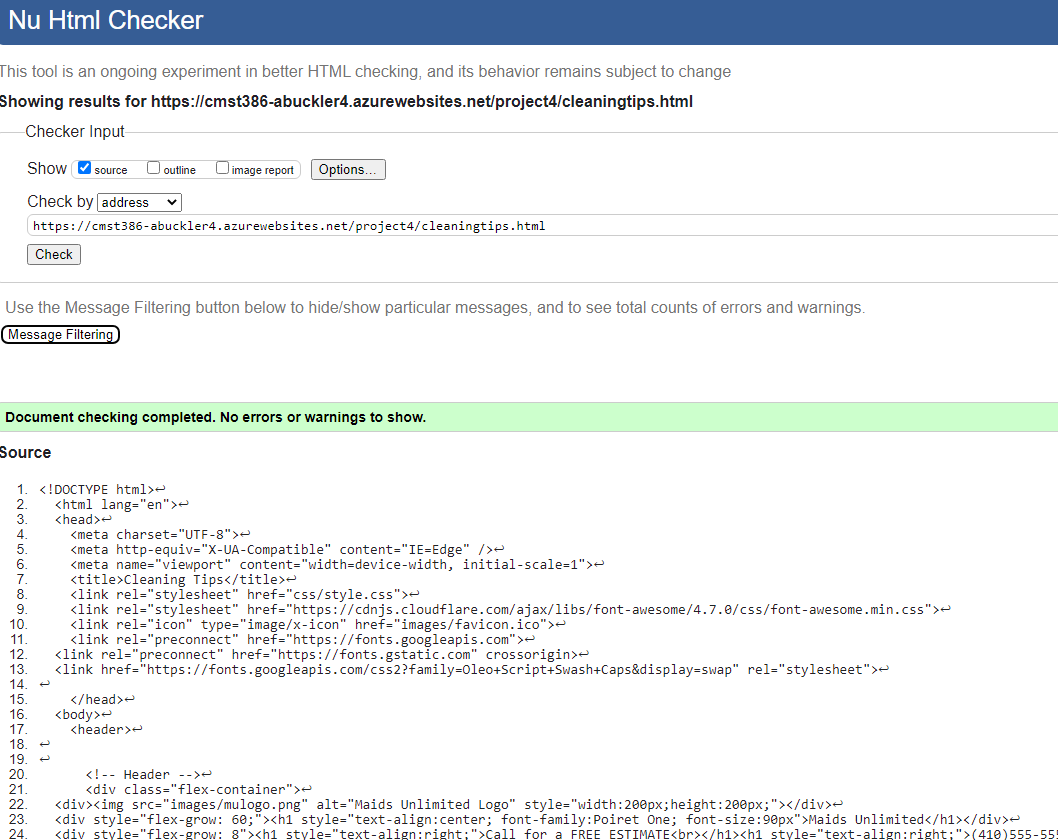 Nu Html Checker
This tool is an ongoing experiment in better HTML checking, and its behavior remains subject to change
Showing results for https://cmst386-abuckler4.azurewebsites.net/project4/cleaningtips.html
Checker Input
Show source outline image report Options...
Check by address
https://cmst386-abuckler4.azurewebsites.net/project4/cleaningtips.html
Check
Use the Message Filtering button below to hide/show particular messages, and to see total counts of errors and warnings.
Message Filtering
Document checking completed. No errors or warnings to show.
Source
1. <!DOCTYPE html>↩
2. <html lang="en">↩
3. <head>↩
4. <meta charset="UTF-8">↩
5. <meta http-equiv="X-UA-Compatible" content="IE=Edge" />↩
6. <meta name="viewport" content="width=device-width, initial-scale=1">↩
7. <title>Cleaning Tips</title>↩
8. <link rel="stylesheet" href="css/style.css">↩
9. <link rel="stylesheet" href="https://cdnjs.cloudflare.com/ajax/libs/font-awesome/4.7.0/css/font-awesome.min.css">↩
10. <link rel="icon" type="image/x-icon" href="images/favicon.ico">↩
11. <link rel="preconnect" href="https://fonts.googleapis.com">↩
12. <link rel="preconnect" href="https://fonts.gstatic.com" crossorigin>↩
13. <link href="https://fonts.googleapis.com/css2?family=Oleo+Script+Swash+Caps&display=swap" rel="stylesheet">↩
14. ↩
15. </head>↩
16. <body>↩
17. <header>↩
18. ↩
19. ↩
20. <!-- Header -->↩
21. <div class="flex-container">↩
22. <div><img src="images/mulogo.png" alt="Maids Unlimited Logo" style="width:200px;height:200px;"></div>↩
23. <div style="flex-grow: 60;"><h1 style="text-align:center; font-family:Poiret One; font-size:90px">Maids Unlimited</h1></div>↩
24. <div style="flex-grow: 8"><h1 style="text-align:right;">Call for a FREE ESTIMATE<br></h1><h1 style="text-align:right;">(410)555-55